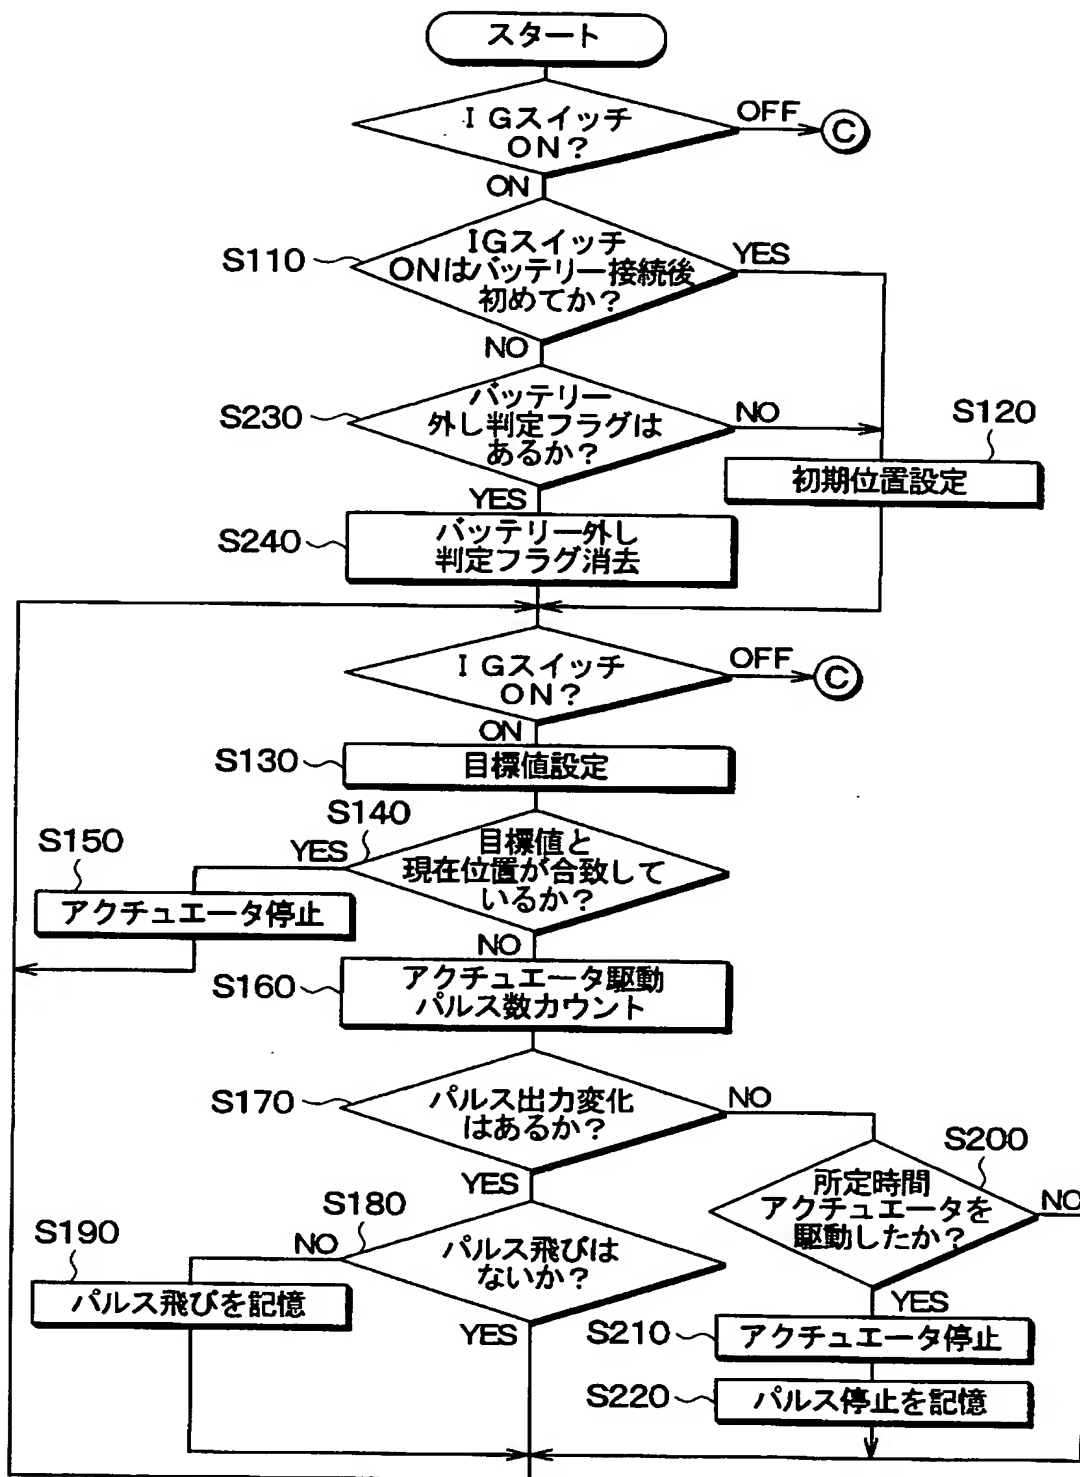 スタート
IGスイッチ
ON?
OFF
C
ON
S110
IGスイッチ
ONはバッテリー接続後
初めてか?
YES
NO
S230
バッテリー
外し判定フラグは
あるか?
NO
S120
初期位置設定
YES
S240
バッテリー外し
判定フラグ消去
IGスイッチ
ON?
OFF
C
ON
S130
目標値設定
S140
目標値と
現在位置が合致して
いるか?
YES
S150
アクチュエータ停止
NO
S160
アクチュエータ駆動
パルス数カウント
S170
パルス出力変化
はあるか?
NO
YES
S200
所定時間
アクチュエータを
駆動したか?
NO
S180
パルス飛びは
ないか?
NO
S190
パルス飛びを記憶
YES
YES
S210
アクチュエータ停止
S220
パルス停止を記憶